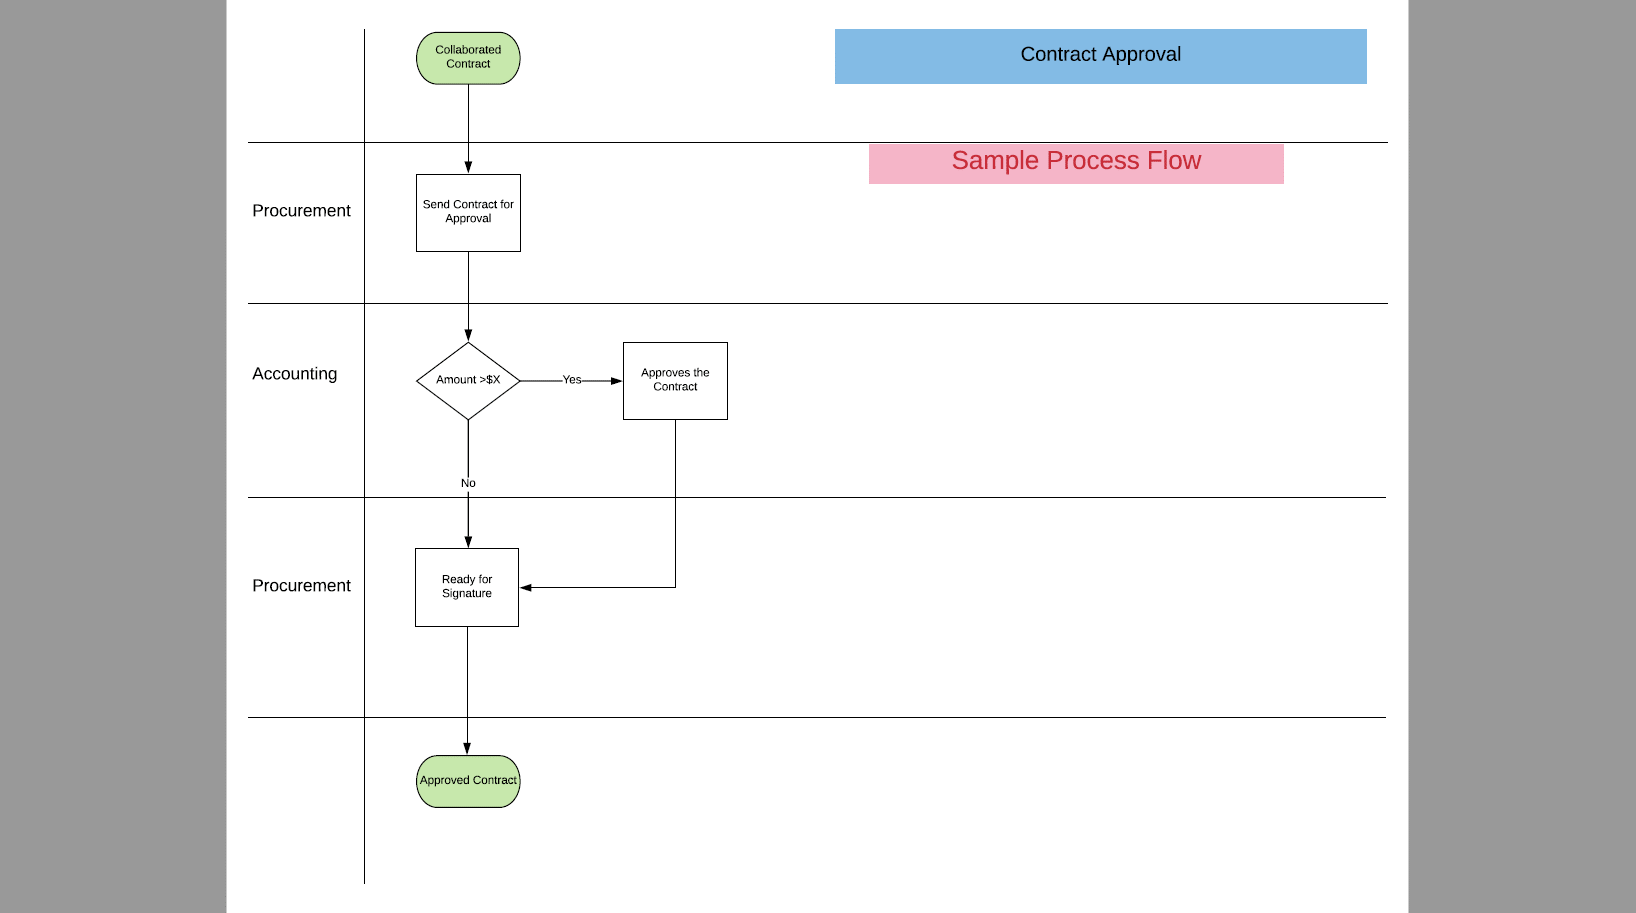 Collaborated
Contract
Contract Approval
Sample Process Flow
Procurement
Send Contract for
Approval
Accounting
Amount >$X
Yes
Approves the
Contract
No
Procurement
Ready for
Signature
Approved Contract